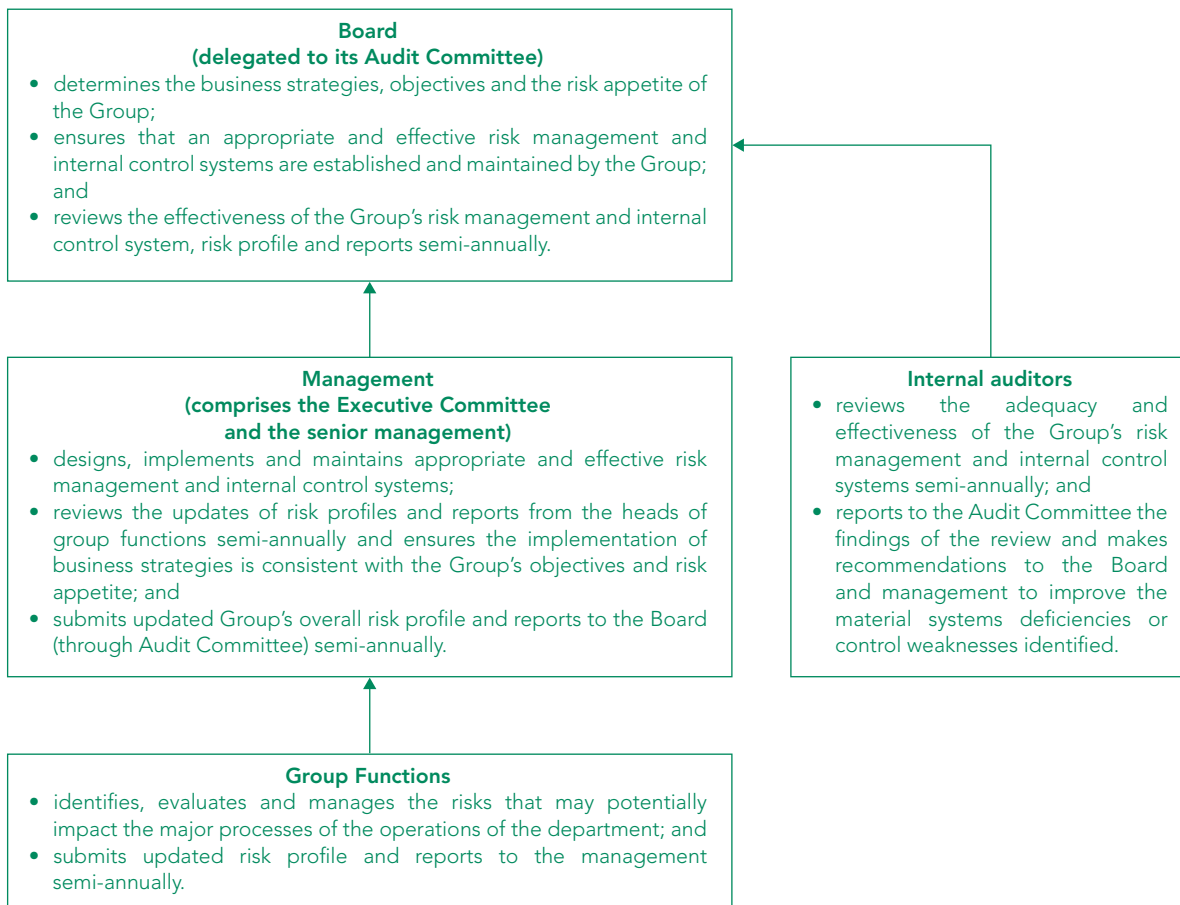 Board
(delegated to its Audit Committee)
• determines the business strategies, objectives and the risk appetite of
the Group;
• ensures that an appropriate and effective risk management and
internal control systems are established and maintained by the Group;
and
• reviews the effectiveness of the Group's risk management and internal
control system, risk profile and reports semi-annually.
Management
(comprises the Executive Committee
and the senior management)
• designs, implements and maintains appropriate and effective risk
management and internal control systems;
• reviews the updates of risk profiles and reports from the heads of
group functions semi-annually and ensures the implementation of
business strategies is consistent with the Group's objectives and risk
appetite; and
• submits updated Group's overall risk profile and reports to the Board
(through Audit Committee) semi-annually.
Internal auditors
• reviews the adequacy and
effectiveness of the Group's risk
management and internal control
systems semi-annually; and
• reports to the Audit Committee the
findings of the review and makes
recommendations to the Board
and management to improve the
material systems deficiencies or
control weaknesses identified.
Group Functions
• identifies, evaluates and manages the risks that may potentially
impact the major processes of the operations of the department; and
• submits updated risk profile and reports to the management
semi-annually.